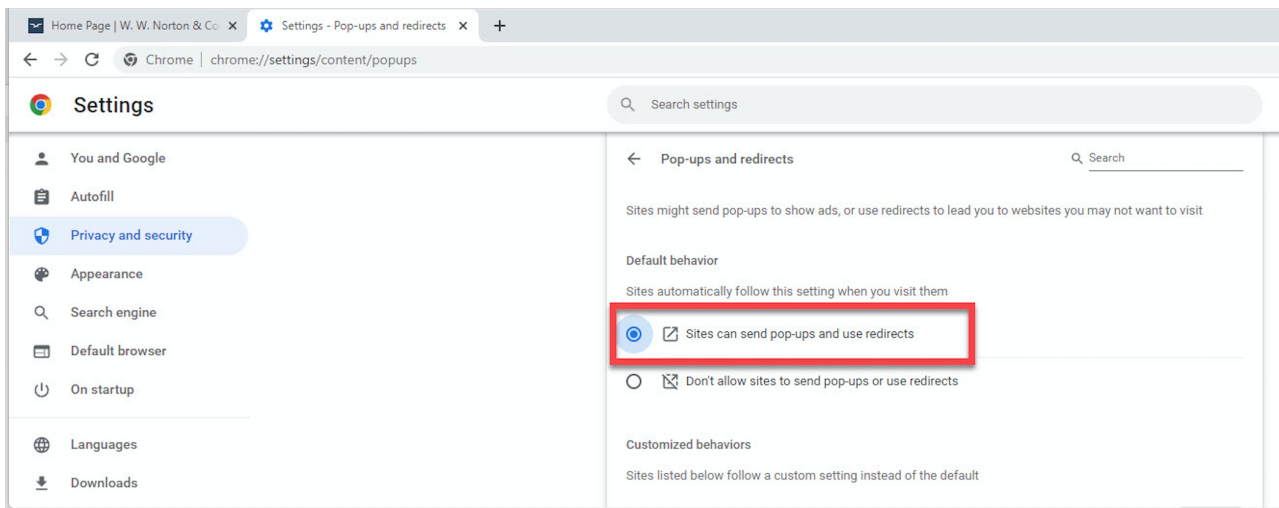 Home Page | W. W. Norton & Co
Settings - Pop-ups and redirects
Chrome | chrome://settings/content/popups
Settings
Search settings
You and Google
Autofill
Privacy and security
Appearance
Search engine
Default browser
On startup
Languages
Downloads
Pop-ups and redirects
Search
Sites might send pop-ups to show ads, or use redirects to lead you to websites you may not want to visit
Default behavior
Sites automatically follow this setting when you visit them
Sites can send pop-ups and use redirects
Don't allow sites to send pop-ups or use redirects
Customized behaviors
Sites listed below follow a custom setting instead of the default